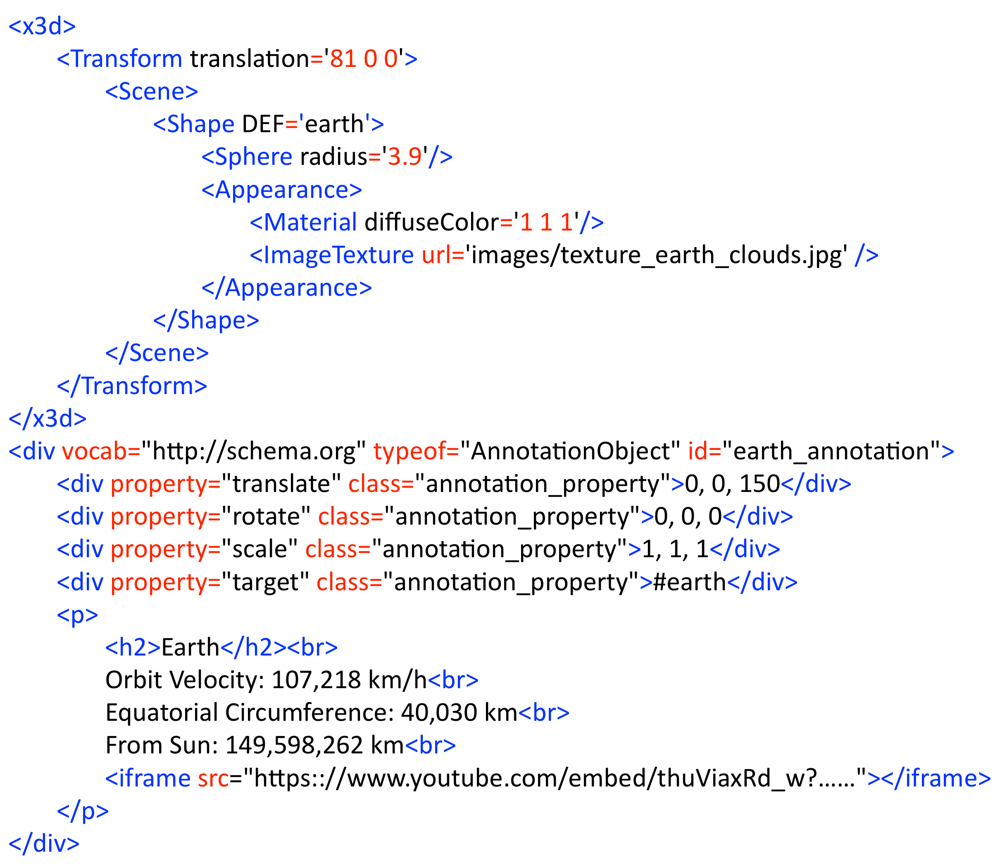 <x3d>
<Transform translation='81 0 0'>
<Scene>
<Shape DEF='earth'>
<Sphere radius='3.9'/>
<Appearance>
<Material diffuseColor='1 1 1'/>
<ImageTexture url='images/texture_earth_clouds.jpg' />
</Appearance>
</Shape>
</Scene>
</Transform>
</x3d>
<div vocab="http://schema.org" typeof="AnnotationObject" id="earth_annotation">
<div property="translate" class="annotation_property">0, 0, 150</div>
<div property="rotate" class="annotation_property">0, 0, 0</div>
<div property="scale" class="annotation_property">1, 1, 1</div>
<div property="target" class="annotation_property">#earth</div>
<p>
<h2>Earth</h2><br>
Orbit Velocity: 107,218 km/h<br>
Equatorial Circumference: 40,030 km<br>
From Sun: 149,598,262 km<br>
<iframe src="https:://www.youtube.com/embed/thuViaxRd_w?......"></iframe>
</p>
</div>